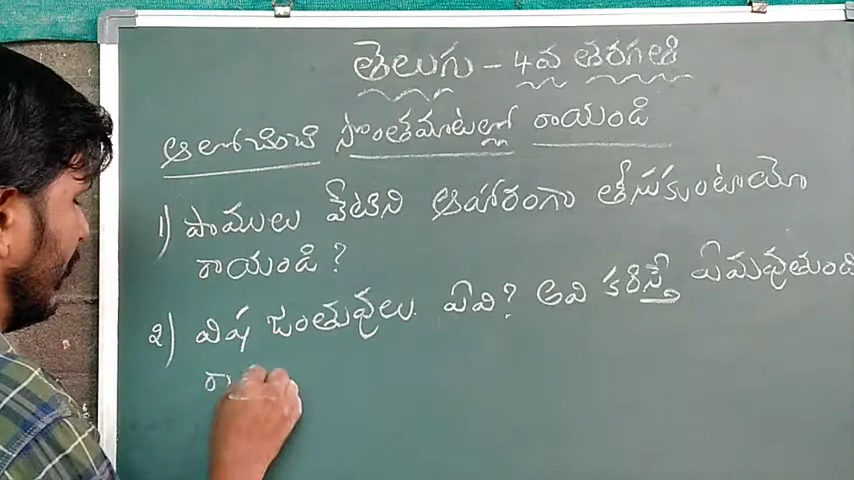 తెలుగు - 4వ తరగతి
ఆలోచించి సొంతమాటల్లో రాయండి
1) పాములు వేటిని ఆహారంగా తీసుకుంటాయో
రాయండి?
2) విష జంతువులు ఏవి? అవి కరిస్తే ఏమవుతుంది
రా